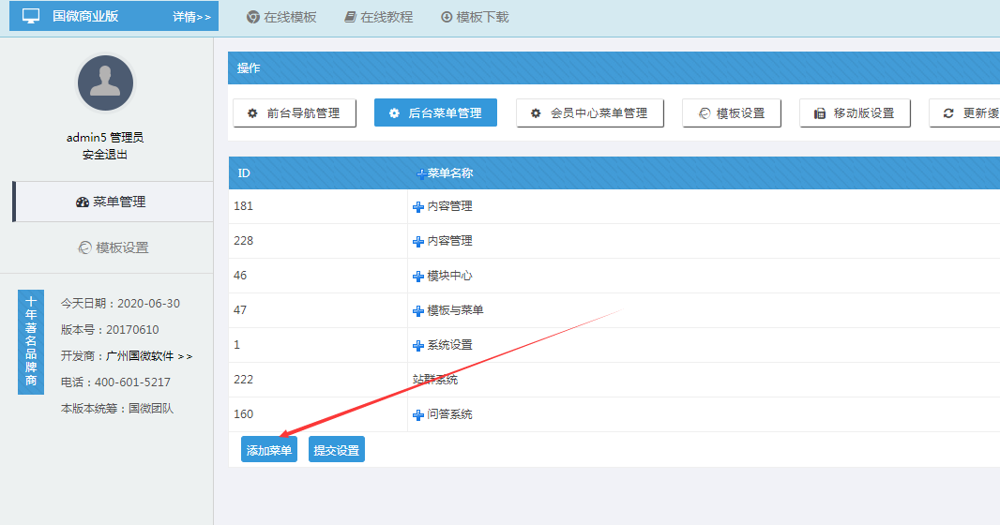 国微商业版 详情>> 在线模板 在线教程 模板下载
admin5 管理员
安全退出
菜单管理
模板设置
十年著名品牌商
今天日期：2020-06-30
版本号：20170610
开发商：广州国微软件 >>
电话：400-601-5217
本版本统筹：国微团队
操作
前台导航管理 后台菜单管理 会员中心菜单管理 模板设置 移动版设置 更新缓
ID 菜单名称
181 内容管理
228 内容管理
46 模块中心
47 模板与菜单
1 系统设置
222 站群系统
160 问答系统
添加菜单 提交设置